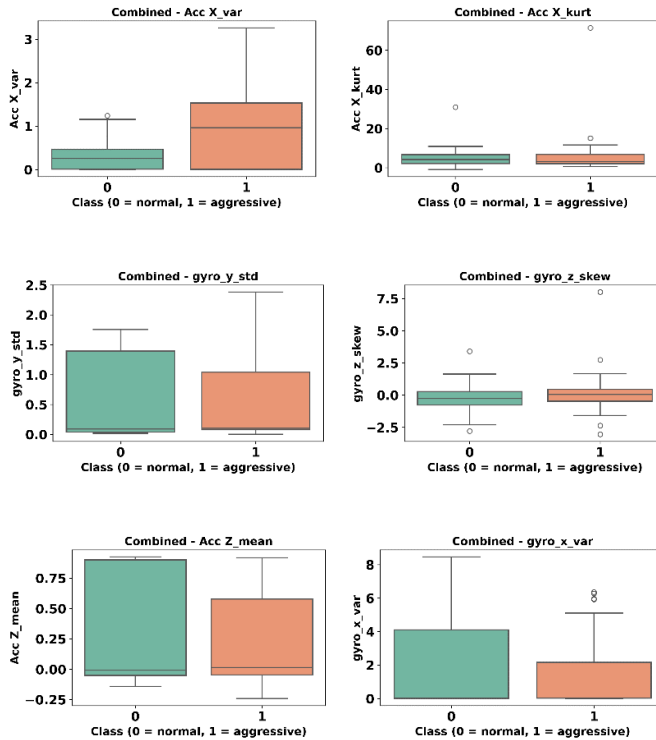 Combined - Acc X_var
Acc X_var
3
2
1
0
0 1
Class (0 = normal, 1 = aggressive)
Combined - Acc X_kurt
Acc X_kurt
60
40
20
0
0 1
Class (0 = normal, 1 = aggressive)
Combined - gyro_y_std
gyro_y_std
2.5
2.0
1.5
1.0
0.5
0.0
0 1
Class (0 = normal, 1 = aggressive)
Combined - gyro_z_skew
gyro_z_skew
7.5
5.0
2.5
0.0
−2.5
0 1
Class (0 = normal, 1 = aggressive)
Combined - Acc Z_mean
Acc Z_mean
0.75
0.50
0.25
0.00
−0.25
0 1
Class (0 = normal, 1 = aggressive)
Combined - gyro_x_var
gyro_x_var
8
6
4
2
0
0 1
Class (0 = normal, 1 = aggressive)